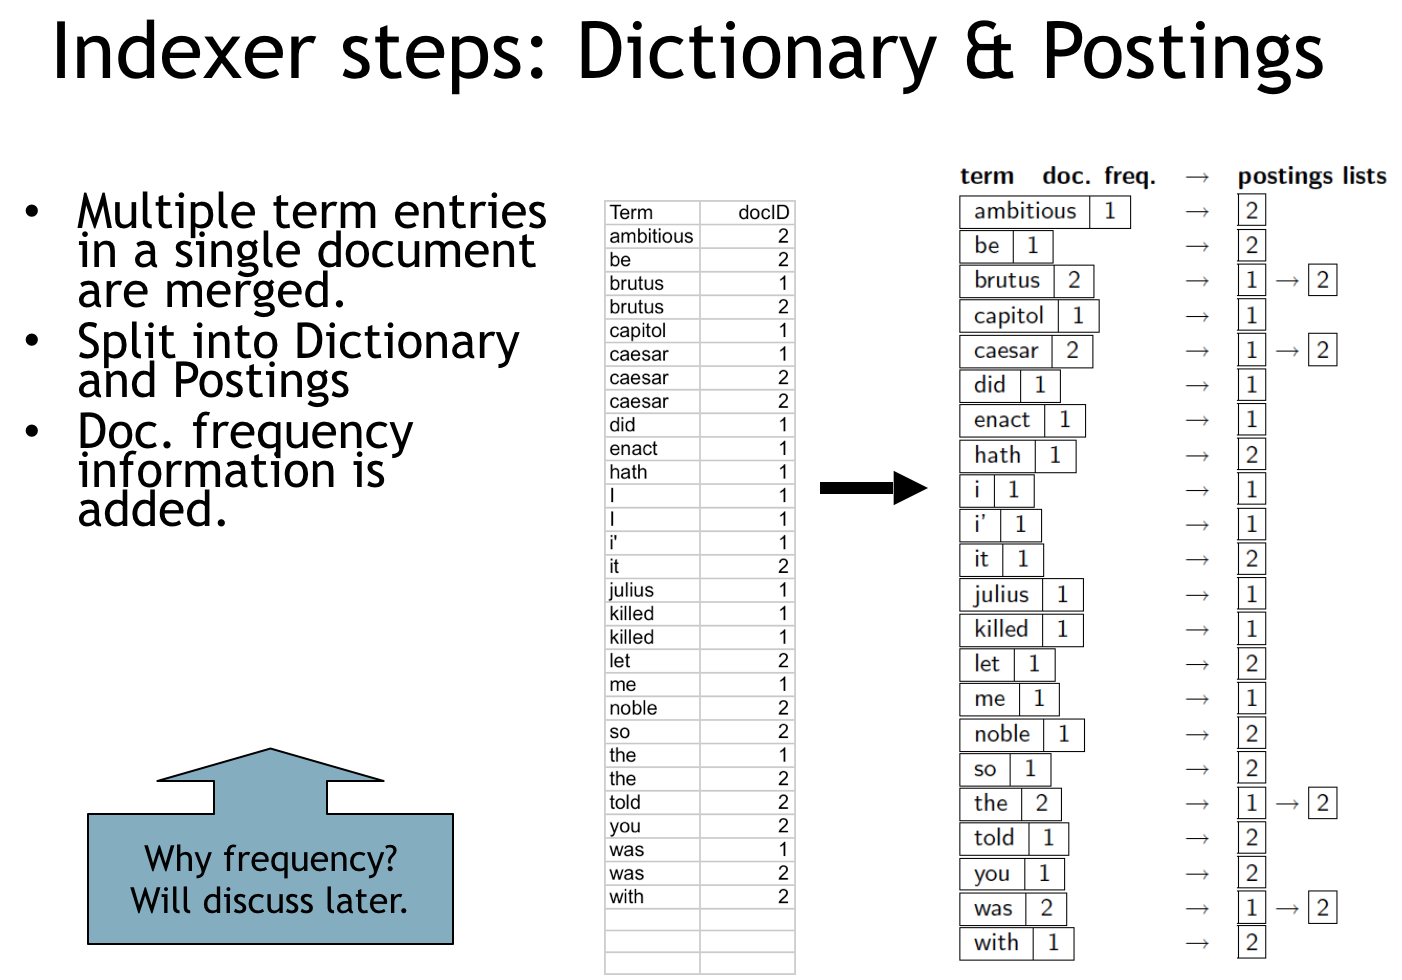 Indexer steps: Dictionary & Postings
• Multiple term entries
in a single document
are merged.
• Split into Dictionary
and Postings
• Doc. frequency
information is
added.
Why frequency?
Will discuss later.
Term docID
ambitious 2
be 2
brutus 1
brutus 2
capitol 1
caesar 1
caesar 2
caesar 2
did 1
enact 1
hath 1
I 1
I 1
i' 1
it 2
julius 1
killed 1
killed 1
let 2
me 1
noble 2
so 2
the 1
the 2
told 2
you 2
was 1
was 2
with 2
term doc. freq. → postings lists
ambitious 1 → 2
be 1 → 2
brutus 2 → 1 → 2
capitol 1 → 1
caesar 2 → 1 → 2
did 1 → 1
enact 1 → 1
hath 1 → 2
i 1 → 1
i’ 1 → 1
it 1 → 2
julius 1 → 1
killed 1 → 1
let 1 → 2
me 1 → 1
noble 1 → 2
so 1 → 2
the 2 → 1 → 2
told 1 → 2
you 1 → 2
was 2 → 1 → 2
with 1 → 2